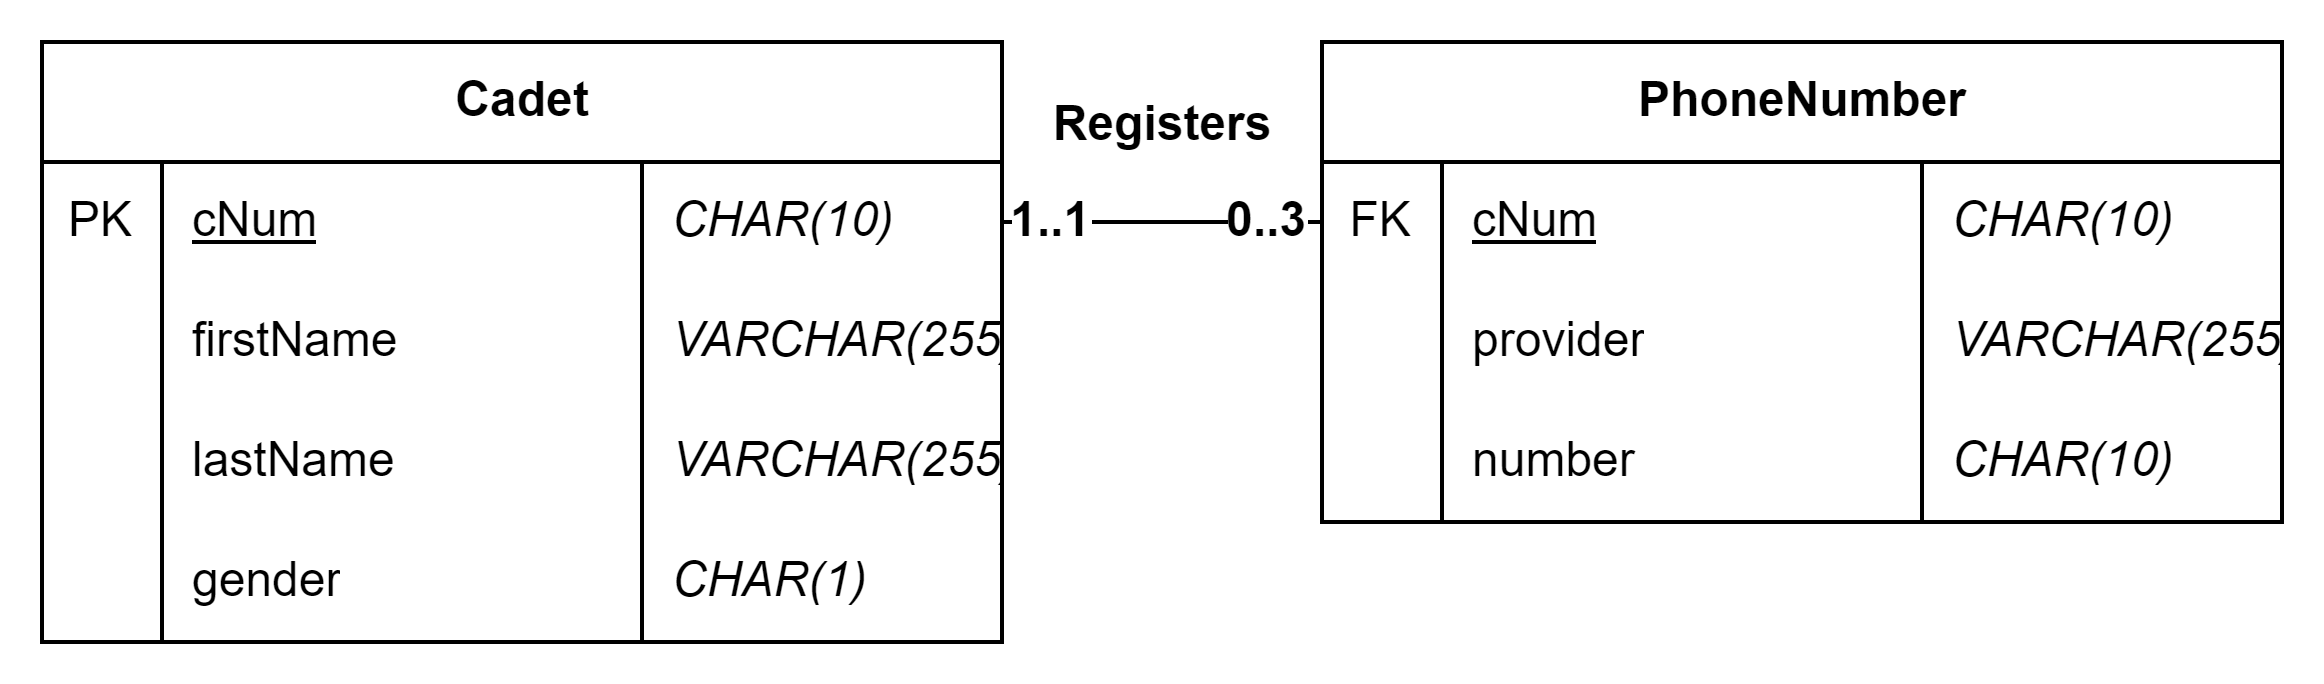 Cadet
PK cNum CHAR(10)
firstName VARCHAR(255)
lastName VARCHAR(255)
gender CHAR(1)
Registers
1..1 0..3
PhoneNumber
FK cNum CHAR(10)
provider VARCHAR(255)
number CHAR(10)